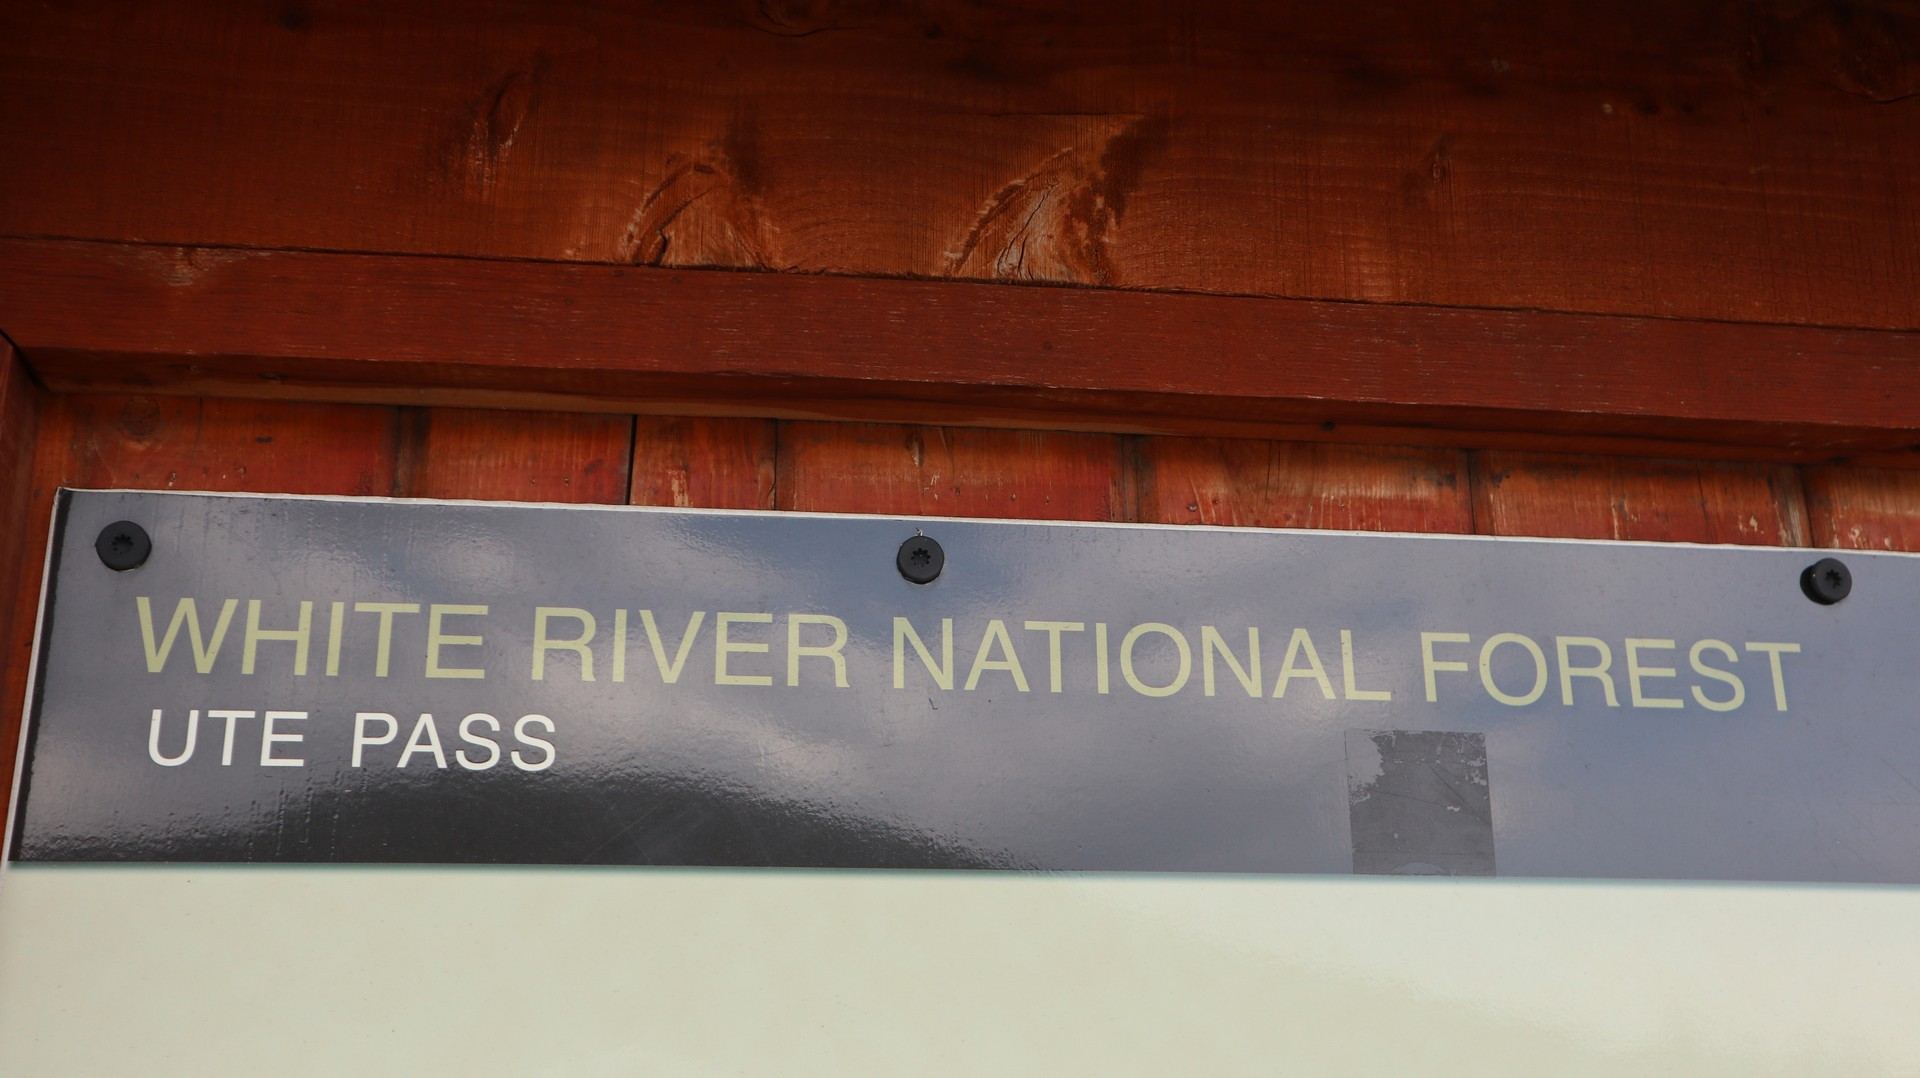 WHITE RIVER NATIONAL FOREST
UTE PASS